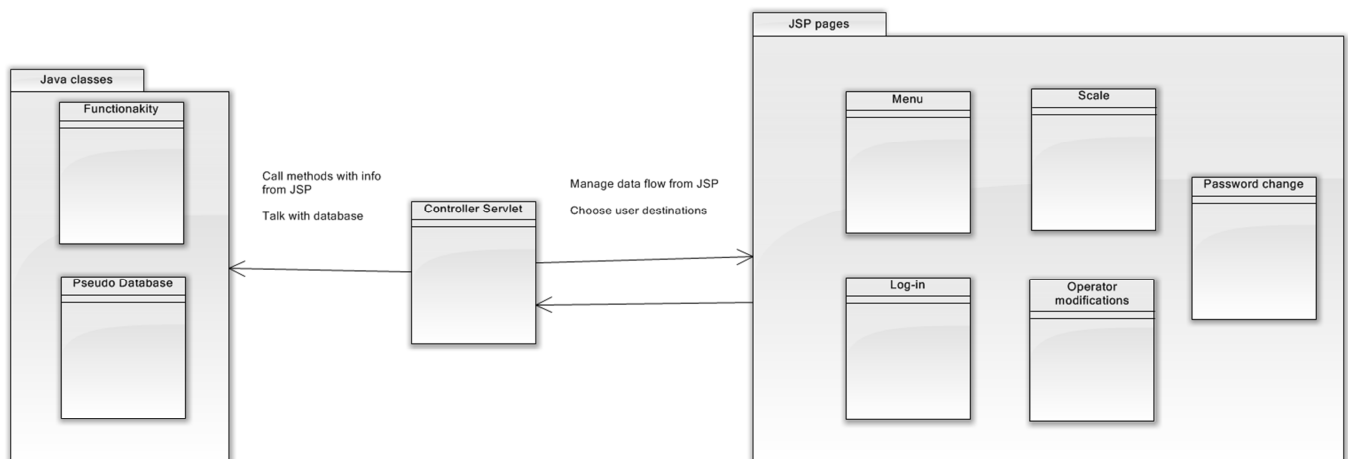 Java classes
Functionakity
Pseudo Database
Call methods with info
from JSP
Talk with database
Controller Servlet
Manage data flow from JSP
Choose user destinations
JSP pages
Menu
Scale
Password change
Log-in
Operator
modifications